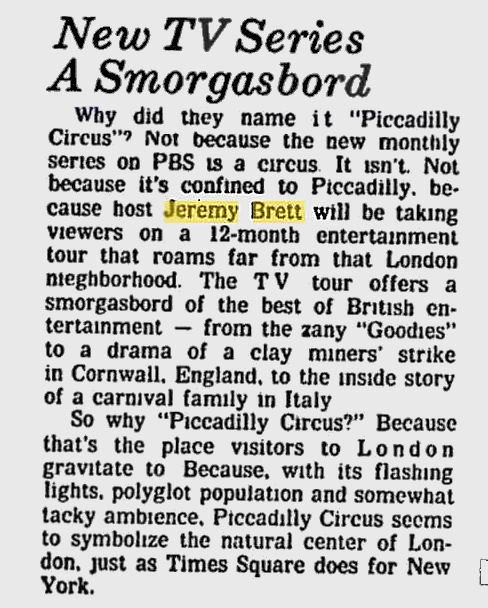 New TV Series
A Smorgasbord
Why did they name it "Piccadilly
Circus"? Not because the new monthly
series on PBS is a circus. It isn't. Not
because it's confined to Piccadilly, be-
cause host Jeremy Brett will be taking
viewers on a 12-month entertainment
tour that roams far from that London
nieghborhood. The TV tour offers a
smorgasbord of the best of British en-
tertainment — from the zany "Goodies"
to a drama of a clay miners' strike
in Cornwall, England, to the inside story
of a carnival family in Italy
So why "Piccadilly Circus?" Because
that's the place visitors to London
gravitate to Because, with its flashing
lights, polyglot population and somewhat
tacky ambience, Piccadilly Circus seems
to symbolize the natural center of Lon-
don, just as Times Square does for New
York.